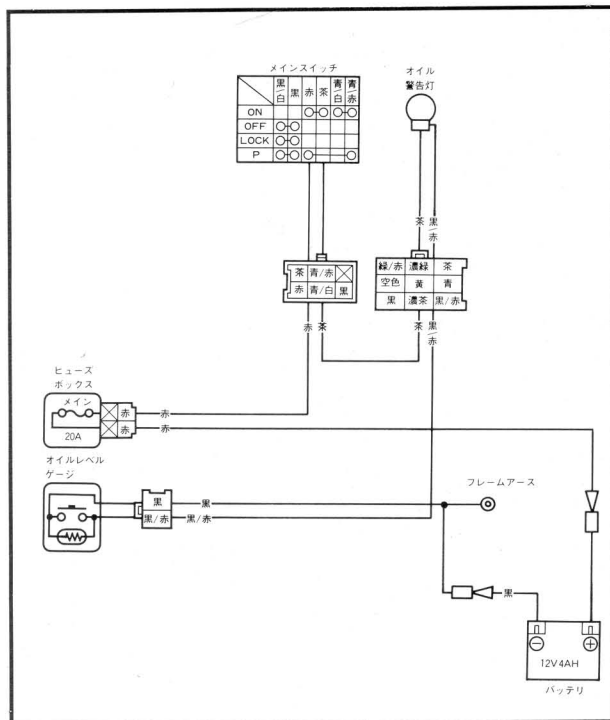 メインスイッチ
黒/白 黒 赤 茶 青/白 青/赤
ON
OFF
LOCK
P
オイル
警告灯
茶
黒/赤
茶 青/赤
赤 青/白 黒
緑/赤 濃緑 茶
空色 黄 青
黒 濃茶 黒/赤
赤 茶
茶 黒/赤
ヒューズ
ボックス
メイン
20A
赤 赤
赤 赤
オイルレベル
ゲージ
黒 黒
黒/赤 黒/赤
フレームアース
黒
12V4AH
バッテリ